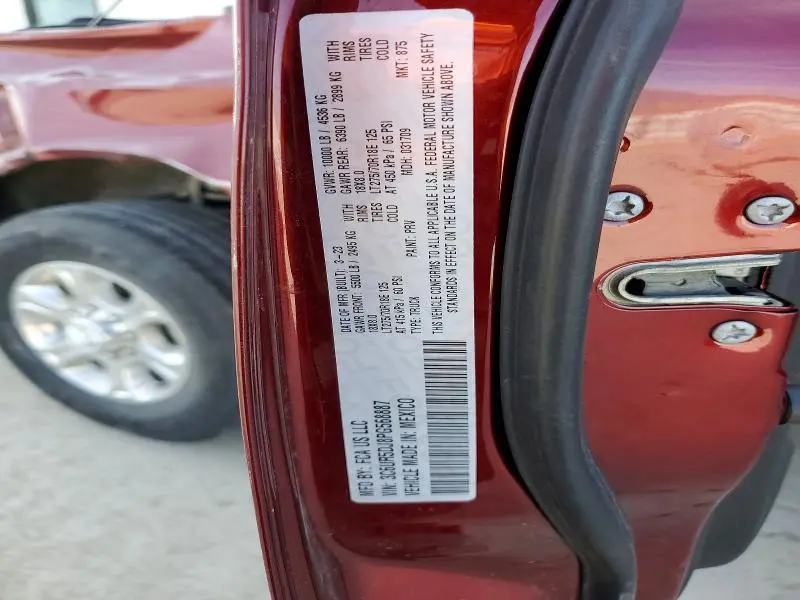 MFD BY: FCA US LLC
DATE OF MFR (BUILT): 3-23 GVWR: 10000 LB / 4536 KG
GAWR FRONT: 5500 LB / 2495 KG WITH GAWR REAR: 6390 LB / 2899 KG WITH
18X8.0 RIMS 18X8.0 RIMS
LT275/70R18E 125 TIRES LT275/70R18E 125 TIRES
AT 415 kPa / 60 PSI COLD AT 450 kPa / 65 PSI COLD
VIN: 3C6UR5DJ8PG568887 TYPE: TRUCK PAINT: PRV MDH: 031709 MKT: 875
VEHICLE MADE IN: MEXICO
THIS VEHICLE CONFORMS TO ALL APPLICABLE U.S.A. FEDERAL MOTOR VEHICLE SAFETY
STANDARDS IN EFFECT ON THE DATE OF MANUFACTURE SHOWN ABOVE.